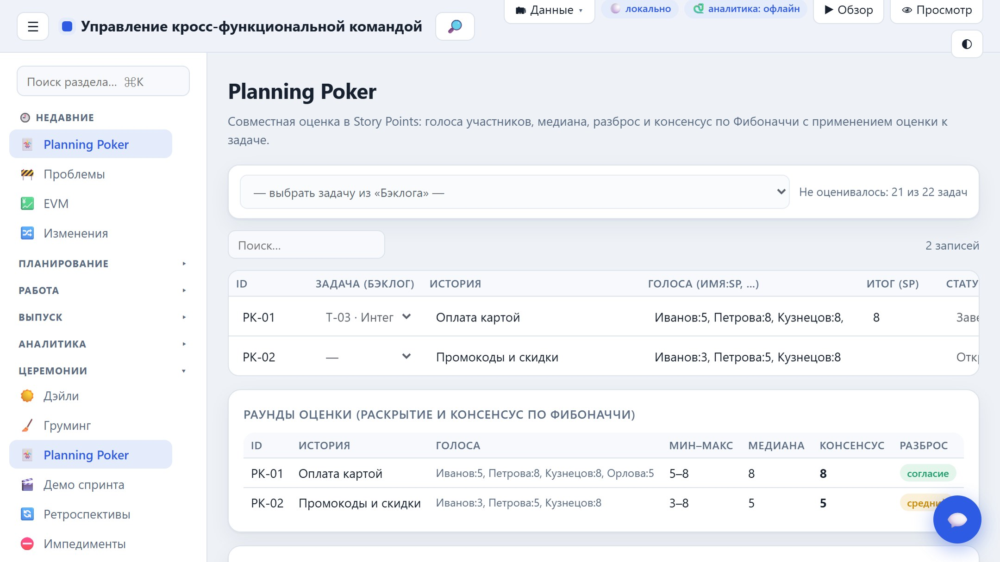 ☰ Управление кросс-функциональной командой
Данные ▾
локально
аналитика: офлайн
▶ Обзор
Просмотр
Поиск раздела... ⌘K
НЕДАВНИЕ
Planning Poker
Проблемы
EVM
Изменения
ПЛАНИРОВАНИЕ
РАБОТА
ВЫПУСК
АНАЛИТИКА
ЦЕРЕМОНИИ
Дэйли
Груминг
Planning Poker
Демо спринта
Ретроспективы
Импедименты
Planning Poker
Совместная оценка в Story Points: голоса участников, медиана, разброс и консенсус по Фибоначчи с применением оценки к
задаче.
— выбрать задачу из «Бэклога» —
Не оценивалось: 21 из 22 задач
Поиск...
2 записей
ID ЗАДАЧА (БЭКЛОГ) ИСТОРИЯ ГОЛОСА (ИМЯ:SP, ...) ИТОГ (SP) СТАТУ
PK-01 T-03 · Интег Оплата картой Иванов:5, Петрова:8, Кузнецов:8, 8 Заве
PK-02 — Промокоды и скидки Иванов:3, Петрова:5, Кузнецов:8 Откр
РАУНДЫ ОЦЕНКИ (РАСКРЫТИЕ И КОНСЕНСУС ПО ФИБОНАЧЧИ)
ID ИСТОРИЯ ГОЛОСА МИН–МАКС МЕДИАНА КОНСЕНСУС РАЗБРОС
PK-01 Оплата картой Иванов:5, Петрова:8, Кузнецов:8, Орлова:5 5–8 8 8 согласие
PK-02 Промокоды и скидки Иванов:3, Петрова:5, Кузнецов:8 3–8 5 5 средни